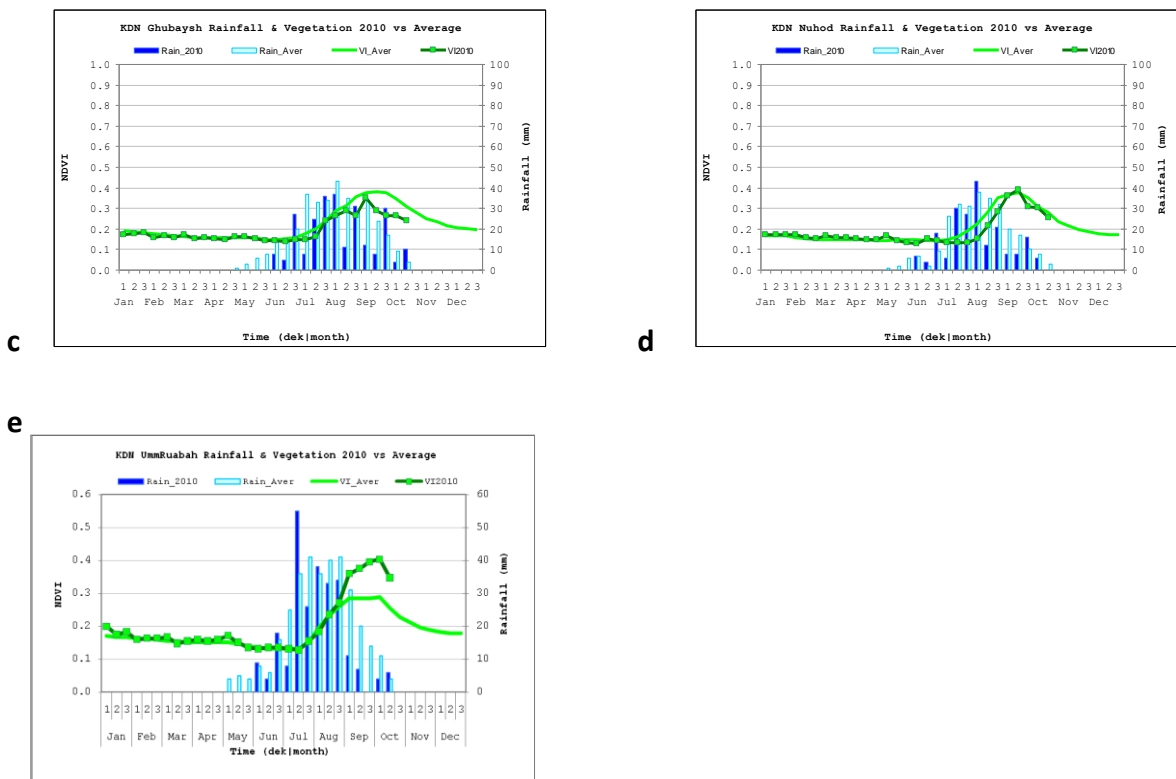 KDN Ghubaysh Rainfall & Vegetation 2010 vs Average
Rain_2010 Rain_Aver VI_Aver VI2010
1.0 100
0.9 90
0.8 80
0.7 70
0.6 60
0.5 50
0.4 40
0.3 30
0.2 20
0.1 10
0.0 0
NDVI
Rainfall (mm)
1 2 3 1 2 3 1 2 3 1 2 3 1 2 3 1 2 3 1 2 3 1 2 3 1 2 3 1 2 3 1 2 3 1 2 3
Jan Feb Mar Apr May Jun Jul Aug Sep Oct Nov Dec
Time (dek|month)
c
KDN Nuhod Rainfall & Vegetation 2010 vs Average
Rain_2010 Rain_Aver VI_Aver VI2010
1.0 100
0.9 90
0.8 80
0.7 70
0.6 60
0.5 50
0.4 40
0.3 30
0.2 20
0.1 10
0.0 0
NDVI
Rainfall (mm)
1 2 3 1 2 3 1 2 3 1 2 3 1 2 3 1 2 3 1 2 3 1 2 3 1 2 3 1 2 3 1 2 3 1 2 3
Jan Feb Mar Apr May Jun Jul Aug Sep Oct Nov Dec
Time (dek|month)
d
e
KDN UmmRuabah Rainfall & Vegetation 2010 vs Average
Rain_2010 Rain_Aver VI_Aver VI2010
0.6 60
0.5 50
0.4 40
0.3 30
0.2 20
0.1 10
0.0 0
NDVI
Rainfall (mm)
1 2 3 1 2 3 1 2 3 1 2 3 1 2 3 1 2 3 1 2 3 1 2 3 1 2 3 1 2 3 1 2 3 1 2 3
Jan Feb Mar Apr May Jun Jul Aug Sep Oct Nov Dec
Time (dek|month)